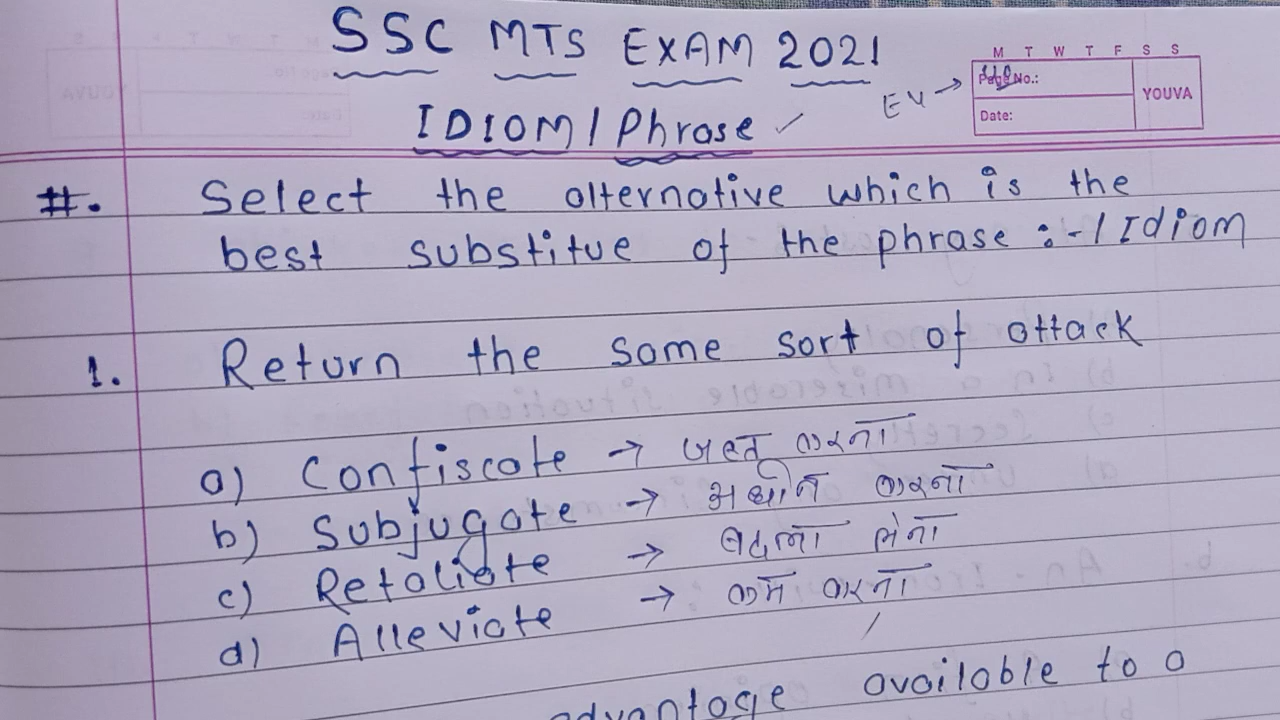 SSC MTS EXAM 2021
M T W T F S S
Page No.:
YOUVA
Date:
IDIOM/Phrase
#. Select the alternative which is the
best substitue of the phrase :-/Idiom
1. Return the same sort of attack
a) Confiscate → जब्त करना
b) Subjugate → अधीन करना
c) Retaliate → बदला लेना
d) Alleviate → कम करना
advantage available to a